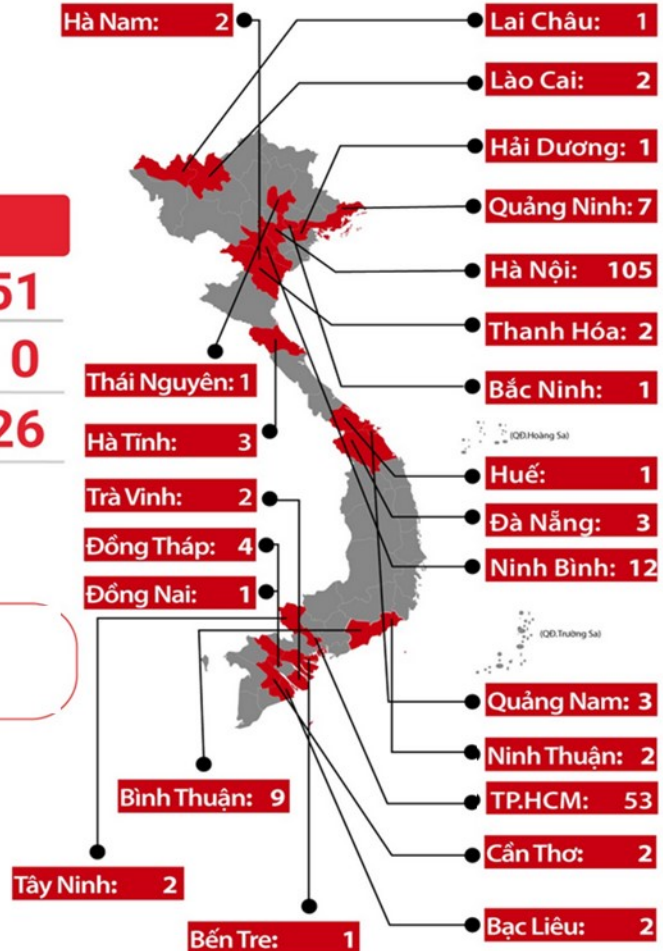 Hà Nam: 2
Lai Châu: 1
Lào Cai: 2
Hải Dương: 1
Quảng Ninh: 7
51
Hà Nội: 105
0
Thanh Hóa: 2
Thái Nguyên: 1
Bắc Ninh: 1
26
Hà Tĩnh: 3
(QĐ.Hoàng Sa)
Huế: 1
Trà Vinh: 2
Đà Nẵng: 3
Đồng Tháp: 4
Ninh Bình: 12
Đồng Nai: 1
(QĐ.Trường Sa)
Quảng Nam: 3
Ninh Thuận: 2
Bình Thuận: 9
TP.HCM: 53
Cần Thơ: 2
Tây Ninh: 2
Bạc Liêu: 2
Bến Tre: 1